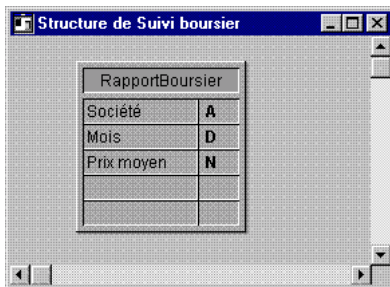 Structure de Suivi boursier
RapportBoursier
Société A
Mois D
Prix moyen N